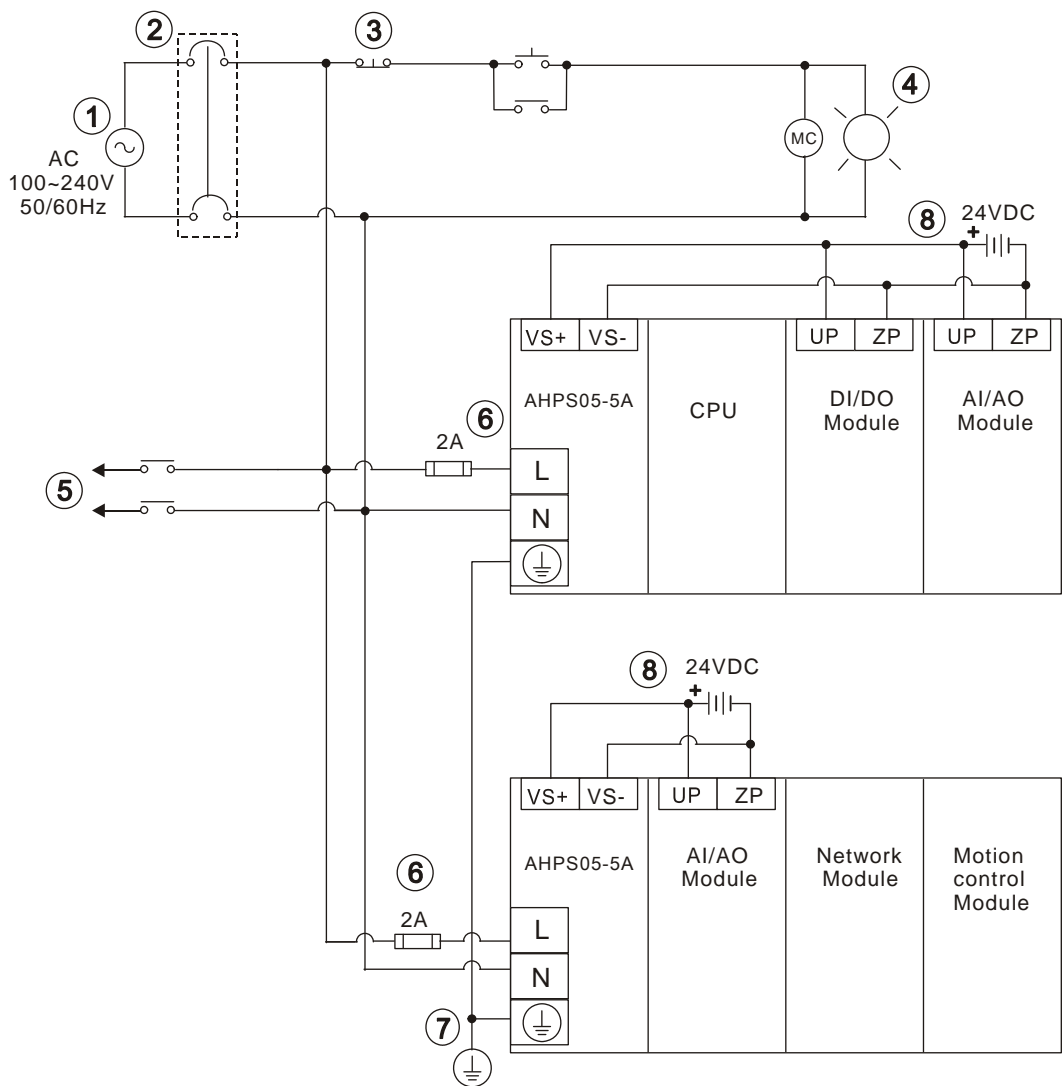 2
3
1
4
AC
100~240V
50/60Hz
MC
8
24VDC
+
VS+ VS- UP ZP UP ZP
AHPS05-5A
CPU
DI/DO
Module
AI/AO
Module
6
2A
L
5
N
8
24VDC
+
VS+ VS- UP ZP
AHPS05-5A
AI/AO
Module
Network
Module
Motion
control
Module
6
2A
L
N
7